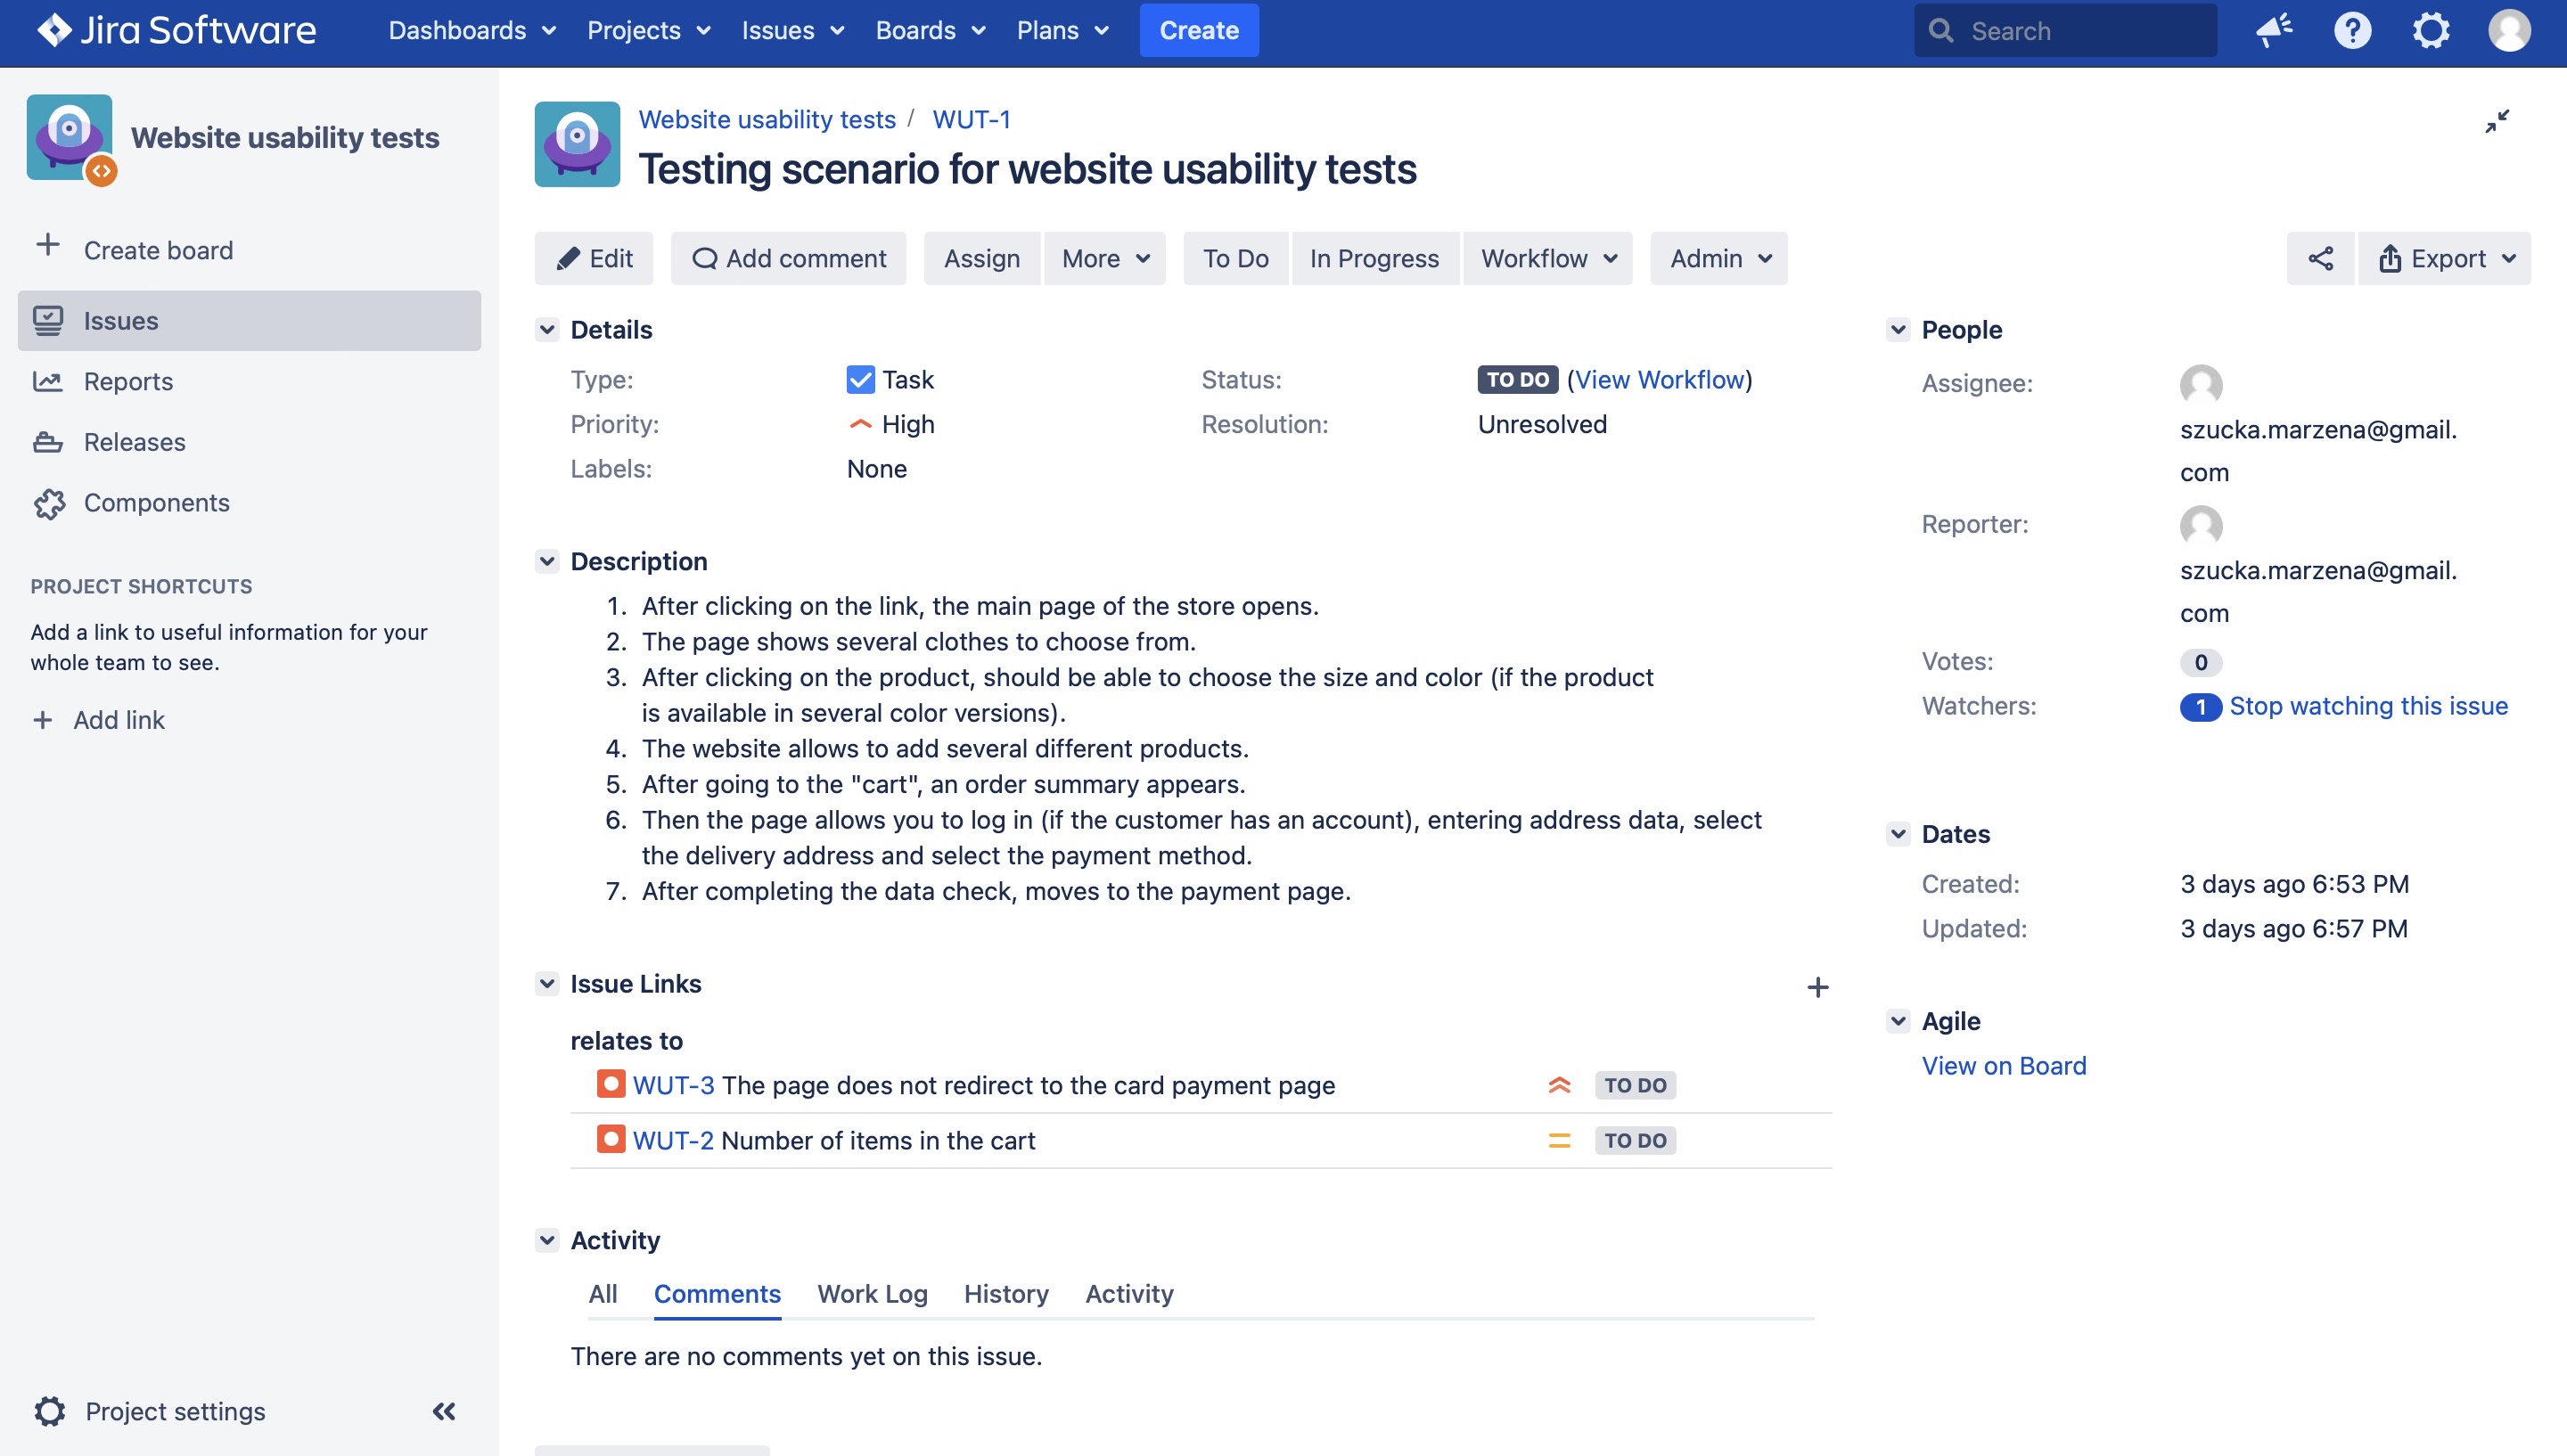 Jira Software
Dashboards
Projects
Issues
Boards
Plans
Create
Search
Website usability tests
Create board
Issues
Reports
Releases
Components
PROJECT SHORTCUTS
Add a link to useful information for your
whole team to see.
Add link
Project settings
Website usability tests / WUT-1
Testing scenario for website usability tests
Edit
Add comment
Assign
More
To Do
In Progress
Workflow
Admin
Export
Details
Type: Task
Status: TO DO (View Workflow)
Priority: High
Resolution: Unresolved
Labels: None
Description
1. After clicking on the link, the main page of the store opens.
2. The page shows several clothes to choose from.
3. After clicking on the product, should be able to choose the size and color (if the product
is available in several color versions).
4. The website allows to add several different products.
5. After going to the "cart", an order summary appears.
6. Then the page allows you to log in (if the customer has an account), entering address data, select
the delivery address and select the payment method.
7. After completing the data check, moves to the payment page.
Issue Links
relates to
WUT-3 The page does not redirect to the card payment page TO DO
WUT-2 Number of items in the cart TO DO
Activity
All
Comments
Work Log
History
Activity
There are no comments yet on this issue.
People
Assignee:
szucka.marzena@gmail.
com
Reporter:
szucka.marzena@gmail.
com
Votes: 0
Watchers: 1 Stop watching this issue
Dates
Created: 3 days ago 6:53 PM
Updated: 3 days ago 6:57 PM
Agile
View on Board